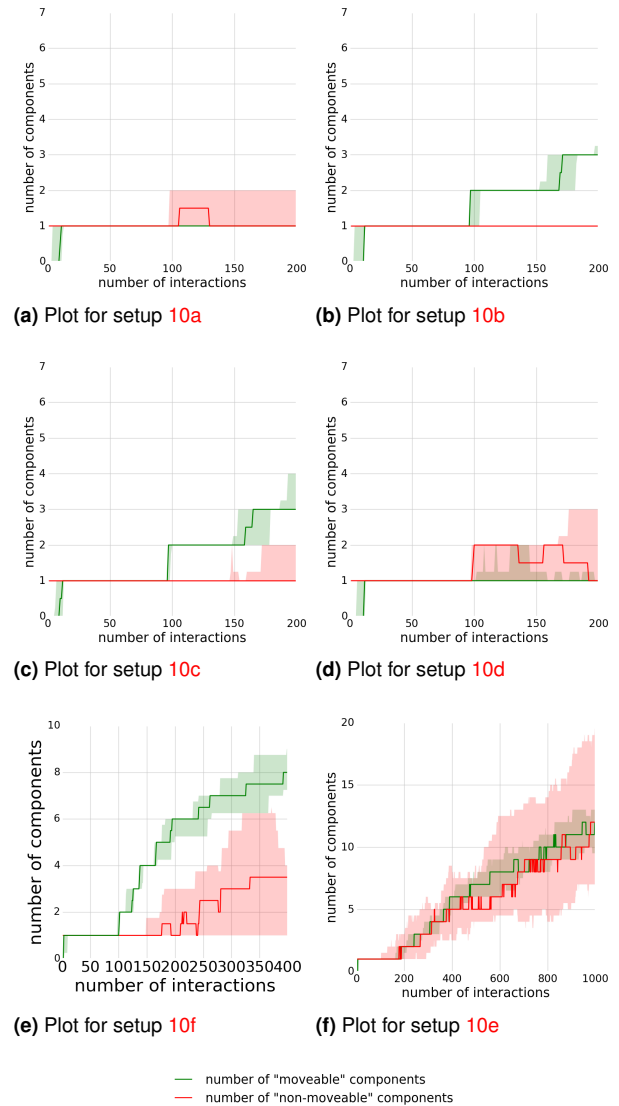 7
6
5
4
3
2
1
0
number of components
0 50 100 150 200
number of interactions
(a) Plot for setup 10a
7
6
5
4
3
2
1
0
number of components
0 50 100 150 200
number of interactions
(b) Plot for setup 10b
7
6
5
4
3
2
1
0
number of components
0 50 100 150 200
number of interactions
(c) Plot for setup 10c
7
6
5
4
3
2
1
0
number of components
0 50 100 150 200
number of interactions
(d) Plot for setup 10d
10
8
6
4
2
0
number of components
0 50 100 150 200 250 300 350 400
number of interactions
(e) Plot for setup 10f
20
15
10
5
0
number of components
0 200 400 600 800 1000
number of interactions
(f) Plot for setup 10e
number of "moveable" components
number of "non-moveable" components